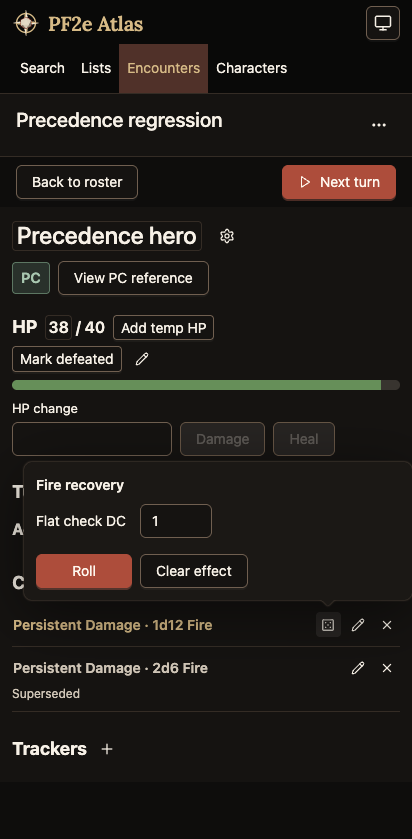 PF2e Atlas
Search Lists Encounters Characters
Precedence regression
Back to roster Next turn
Precedence hero
PC View PC reference
HP 38 / 40 Add temp HP
Mark defeated
HP change
Damage Heal
Fire recovery
Flat check DC 1
Roll Clear effect
Persistent Damage · 1d12 Fire
Persistent Damage · 2d6 Fire
Superseded
Trackers